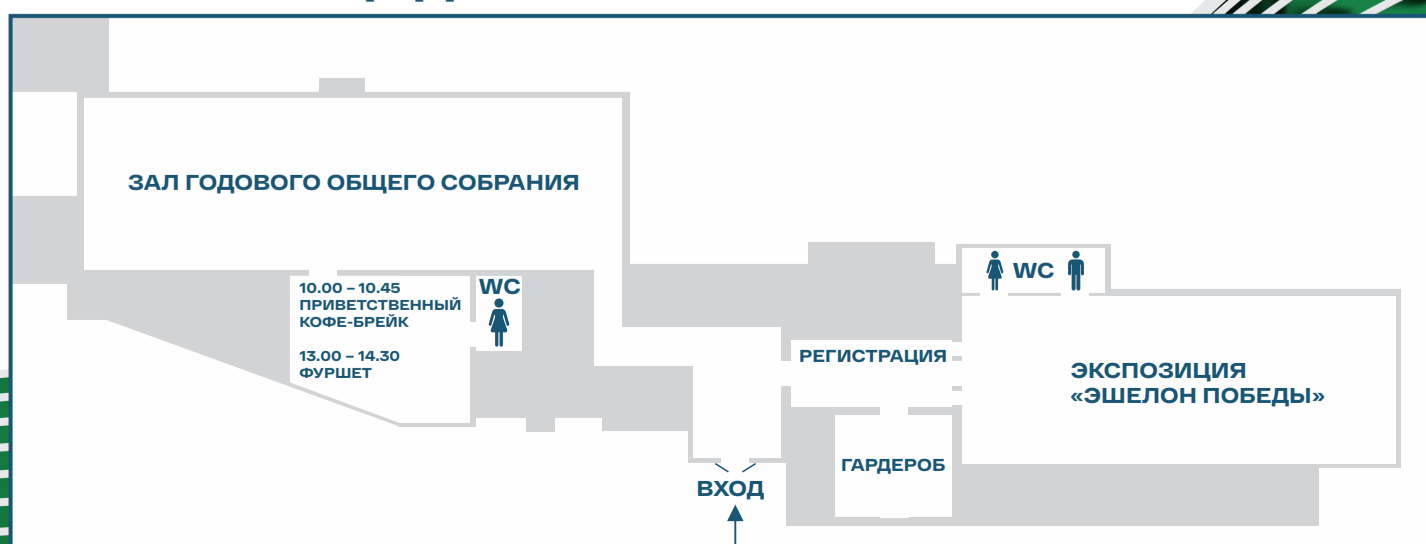 ЗАЛ ГОДОВОГО ОБЩЕГО СОБРАНИЯ
10.00 – 10.45
ПРИВЕТСТВЕННЫЙ
КОФЕ-БРЕЙК
13.00 – 14.30
ФУРШЕТ
WC
WC
РЕГИСТРАЦИЯ
ЭКСПОЗИЦИЯ
«ЭШЕЛОН ПОБЕДЫ»
ГАРДЕРОБ
ВХОД